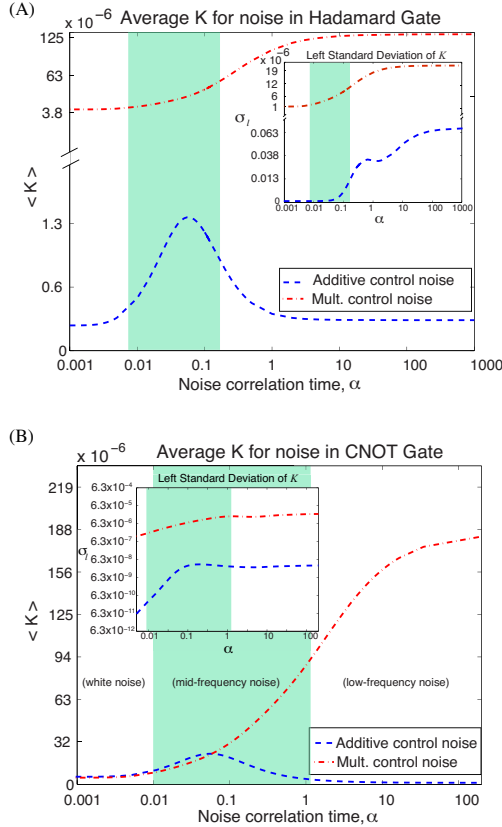 (A)
Average K for noise in Hadamard Gate
x 10⁻⁶
125
63
3.8
1.3
0.6
0
< K >
0.001
0.01
0.1
1
10
100
1000
Noise correlation time, α
Additive control noise
Mult. control noise
Left Standard Deviation of K
x 10⁻⁶
19
12
6
1
0.063
0.038
0.013
0
σₗ
0.001
0.01
0.1
1
10
100
1000
α
(B)
Average K for noise in CNOT Gate
x 10⁻⁶
219
188
156
125
94
63
32
0
< K >
0.001
0.01
0.1
1
10
100
Noise correlation time, α
(white noise)
(mid-frequency noise)
(low-frequency noise)
Additive control noise
Mult. control noise
Left Standard Deviation of K
6.3x10⁻⁴
6.3x10⁻⁵
6.3x10⁻⁶
6.3x10⁻⁷
6.3x10⁻⁸
6.3x10⁻⁹
6.3x10⁻¹⁰
6.3x10⁻¹¹
6.3x10⁻¹²
σₗ
0.01
0.1
1
10
100
α